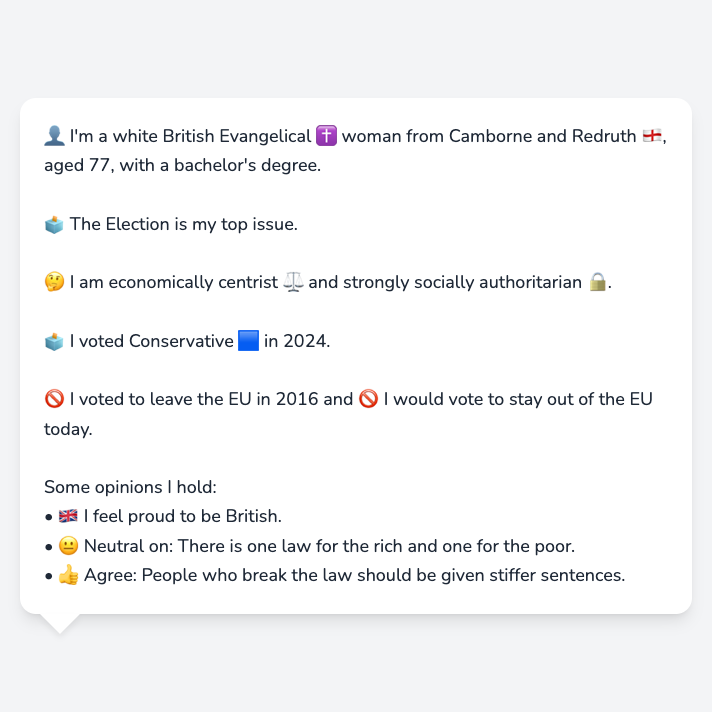 👤 I'm a white British Evangelical ✝️ woman from Camborne and Redruth 🏴󠁧󠁢󠁥󠁮󠁧󠁿,
aged 77, with a bachelor's degree.
🗳️ The Election is my top issue.
🤔 I am economically centrist ⚖️ and strongly socially authoritarian 🔒.
🗳️ I voted Conservative 🟦 in 2024.
🚫 I voted to leave the EU in 2016 and 🚫 I would vote to stay out of the EU
today.
Some opinions I hold:
• 🇬🇧 I feel proud to be British.
• 😐 Neutral on: There is one law for the rich and one for the poor.
• 👍 Agree: People who break the law should be given stiffer sentences.